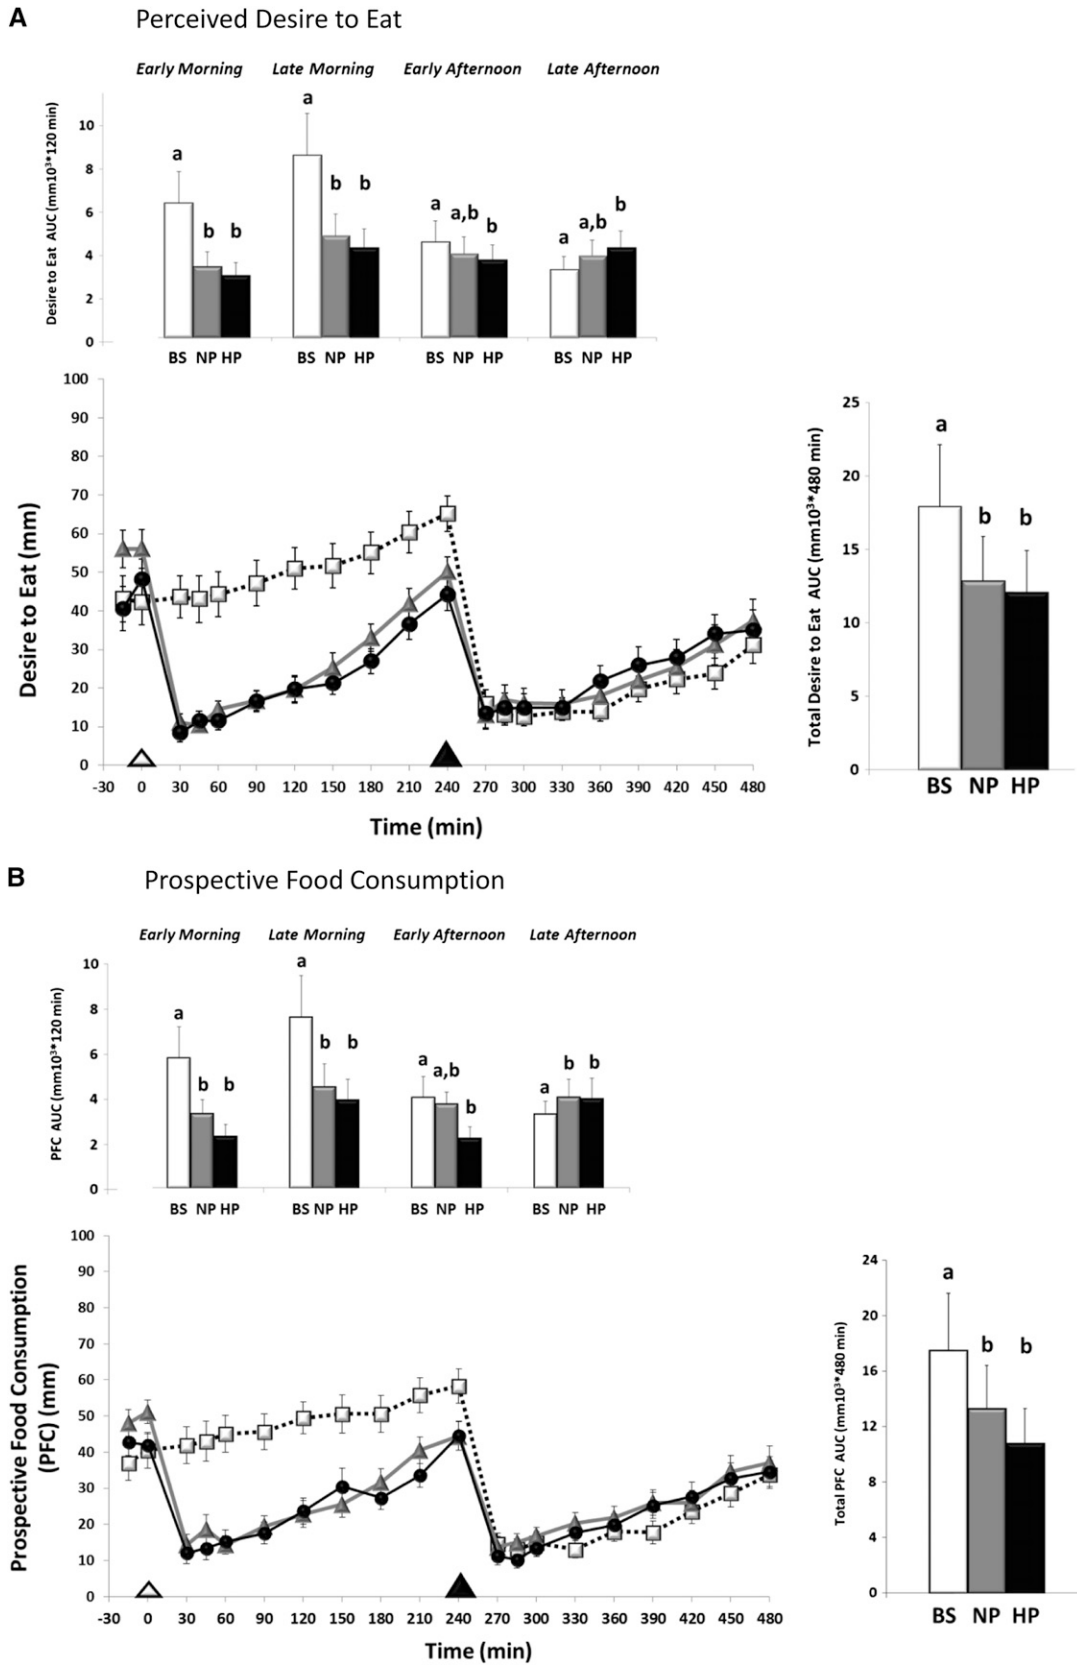 A
Perceived Desire to Eat
Early Morning Late Morning Early Afternoon Late Afternoon
Desire to Eat AUC (mm10³*120 min)
10
8
6
4
2
0
a
b b
a
b b
a
a,b
b
a
a,b
b
BS NP HP BS NP HP BS NP HP BS NP HP
Desire to Eat (mm)
100
90
80
70
60
50
40
30
20
10
0
-30 0 30 60 90 120 150 180 210 240 270 300 330 360 390 420 450 480
Time (min)
Total Desire to Eat AUC (mm10³*480 min)
25
20
15
10
5
0
a
b b
BS NP HP
B
Prospective Food Consumption
Early Morning Late Morning Early Afternoon Late Afternoon
PFC AUC (mm10³*120 min)
10
8
6
4
2
0
a
b b
a
b b
a
a,b
b
a
b b
BS NP HP BS NP HP BS NP HP BS NP HP
Prospective Food Consumption
(PFC) (mm)
100
90
80
70
60
50
40
30
20
10
0
-30 0 30 60 90 120 150 180 210 240 270 300 330 360 390 420 450 480
Time (min)
Total PFC AUC (mm10³*480 min)
24
20
16
12
8
4
0
a
b b
BS NP HP